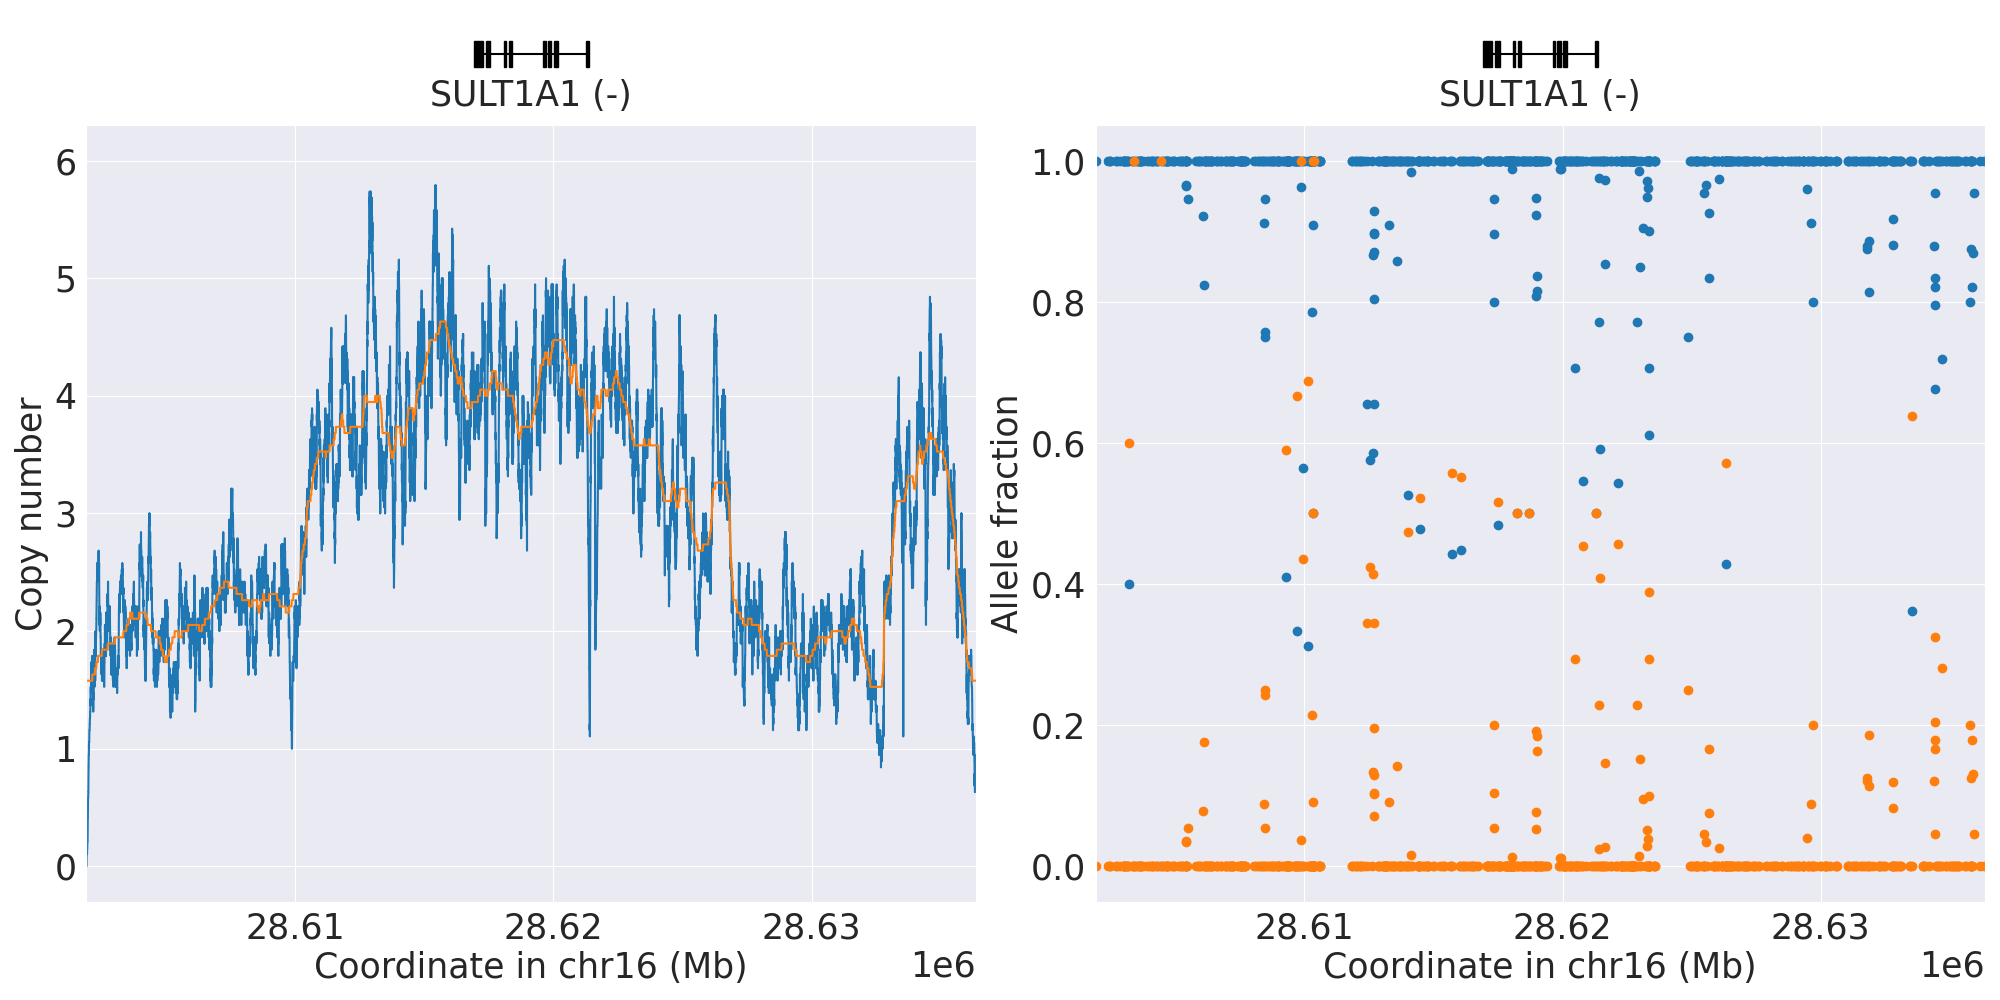 SULT1A1 (-)
6
5
4
3
2
1
0
Copy number
28.61
28.62
28.63
Coordinate in chr16 (Mb)
1e6
SULT1A1 (-)
1.0
0.8
0.6
0.4
0.2
0.0
Allele fraction
28.61
28.62
28.63
Coordinate in chr16 (Mb)
1e6